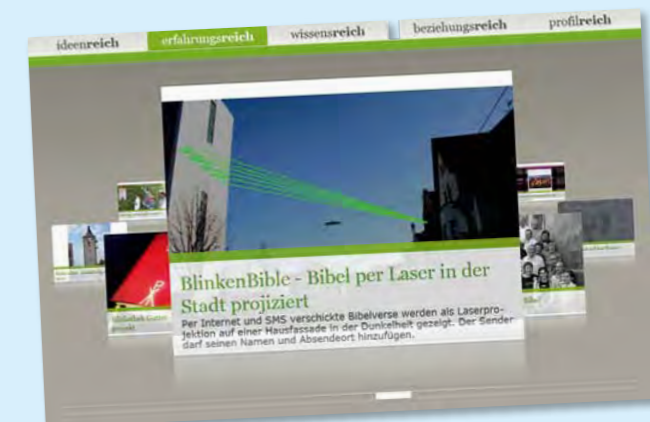 ideenreich
erfahrungsreich
wissensreich
beziehungsreich
profilreich
BlinkenBible - Bibel per Laser in der
Stadt projiziert
Per Internet und SMS verschickte Bibelverse werden als Laserpro-
jektion auf einer Hausfassade in der Dunkelheit gezeigt. Der Sender
darf seinen Namen und Absendeort hinzufügen.